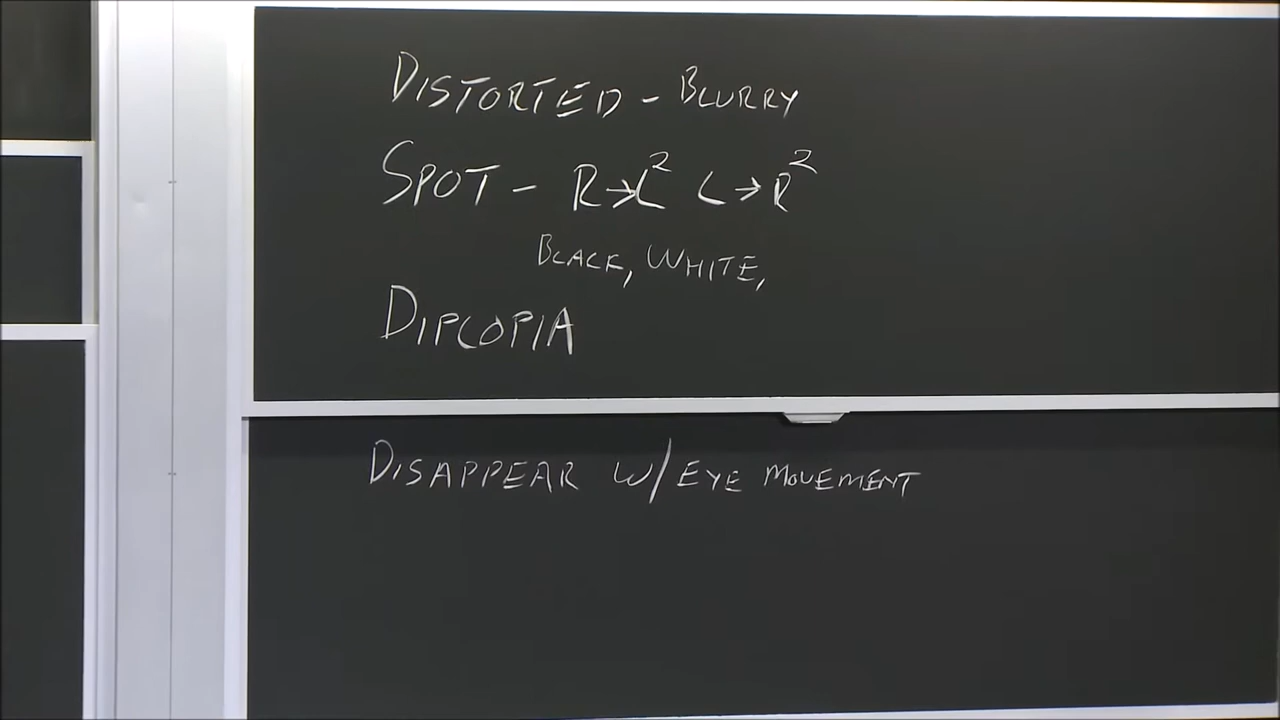 DISTORTED - BLURRY
SPOT - R→L² L→R²
BLACK, WHITE,
DIPLOPIA
DISAPPEAR W/ EYE MOVEMENT